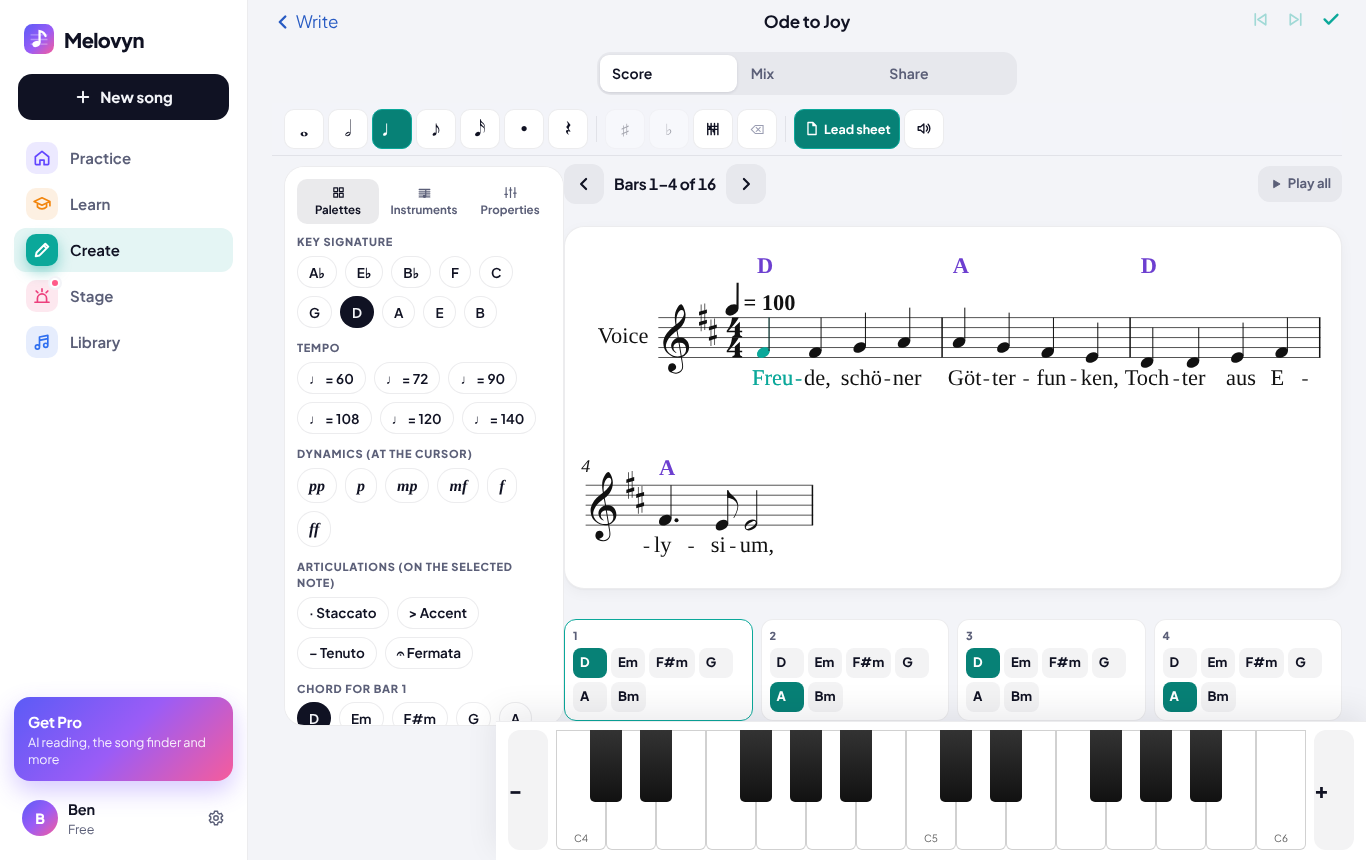 Melovyn
New song
Practice
Learn
Create
Stage
Library
Get Pro
AI reading, the song finder and
more
B
Ben
Free
Write
Ode to Joy
Score Mix Share
Lead sheet
Palettes Instruments Properties
KEY SIGNATURE
A♭ E♭ B♭ F C
G D A E B
TEMPO
♩ = 60 ♩ = 72 ♩ = 90
♩ = 108 ♩ = 120 ♩ = 140
DYNAMICS (AT THE CURSOR)
pp p mp mf f
ff
ARTICULATIONS (ON THE SELECTED
NOTE)
· Staccato > Accent
– Tenuto 𝄐 Fermata
CHORD FOR BAR 1
D Em F#m G A
Bars 1–4 of 16
Play all
D A D
♩ = 100
Voice
4
4
Freu - de, schö - ner Göt - ter - fun - ken, Toch - ter aus E -
4
A
- ly - si - um,
1
D Em F#m G
A Bm
2
D Em F#m G
A Bm
3
D Em F#m G
A Bm
4
D Em F#m G
A Bm
– +
C4 C5 C6